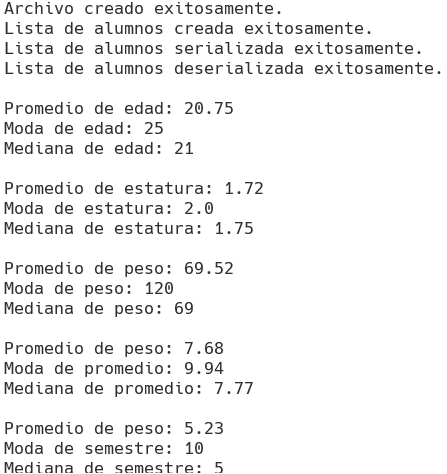 Archivo creado exitosamente.
Lista de alumnos creada exitosamente.
Lista de alumnos serializada exitosamente.
Lista de alumnos deserializada exitosamente.
Promedio de edad: 20.75
Moda de edad: 25
Mediana de edad: 21
Promedio de estatura: 1.72
Moda de estatura: 2.0
Mediana de estatura: 1.75
Promedio de peso: 69.52
Moda de peso: 120
Mediana de peso: 69
Promedio de peso: 7.68
Moda de promedio: 9.94
Mediana de promedio: 7.77
Promedio de peso: 5.23
Moda de semestre: 10
Mediana de semestre: 5